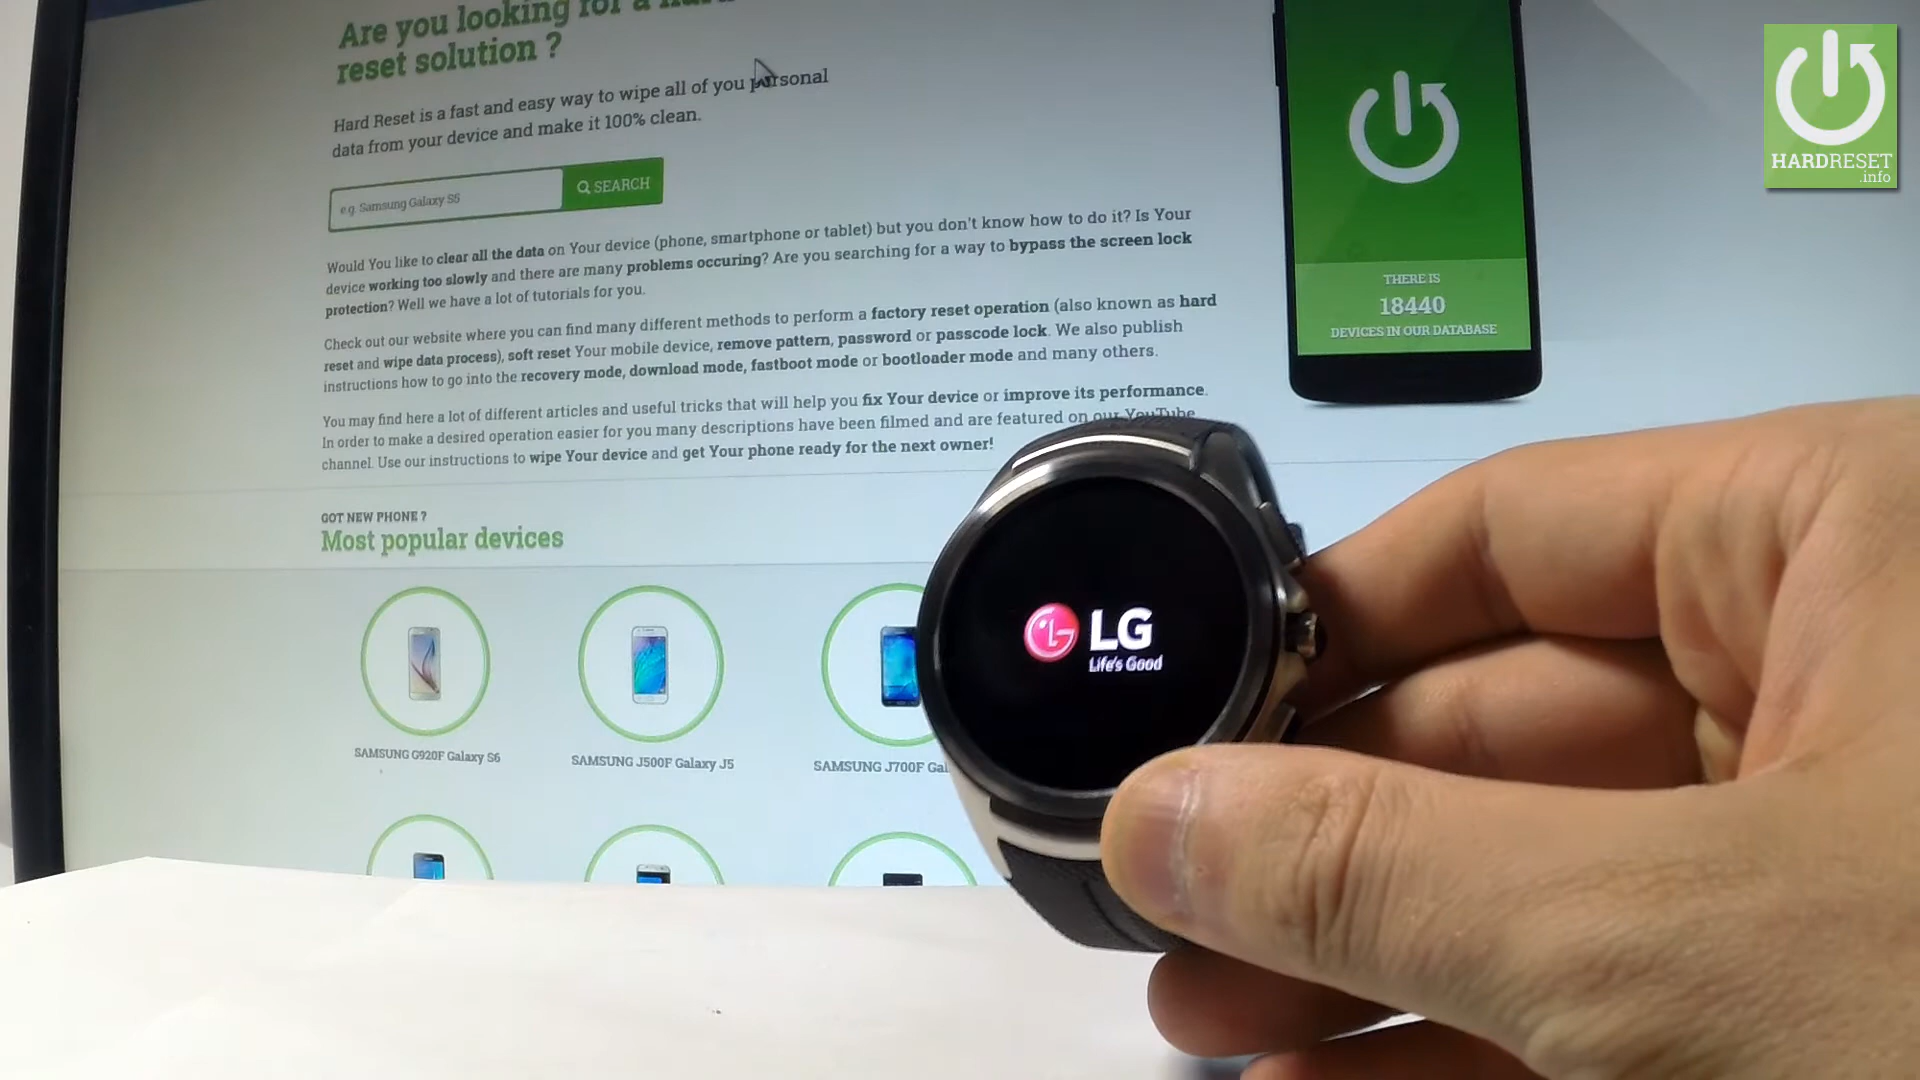 Are you looking for a hard
reset solution ?
Hard Reset is a fast and easy way to wipe all of you personal
data from your device and make it 100% clean.
e.g. Samsung Galaxy S5
SEARCH
Would You like to clear all the data on Your device (phone, smartphone or tablet) but you don't know how to do it? Is Your
device working too slowly and there are many problems occuring? Are you searching for a way to bypass the screen lock
protection? Well we have a lot of tutorials for you.
Check out our website where you can find many different methods to perform a factory reset operation (also known as hard
reset and wipe data process), soft reset Your mobile device, remove pattern, password or passcode lock. We also publish
instructions how to go into the recovery mode, download mode, fastboot mode or bootloader mode and many others.
You may find here a lot of different articles and useful tricks that will help you fix Your device or improve its performance.
In order to make a desired operation easier for you many descriptions have been filmed and are featured on our YouTube
channel. Use our instructions to wipe Your device and get Your phone ready for the next owner!
GOT NEW PHONE ?
Most popular devices
SAMSUNG G920F Galaxy S6
SAMSUNG J500F Galaxy J5
SAMSUNG J700F Gal
THERE IS
18440
DEVICES IN OUR DATABASE
LG
Life's Good
HARDRESET
.info